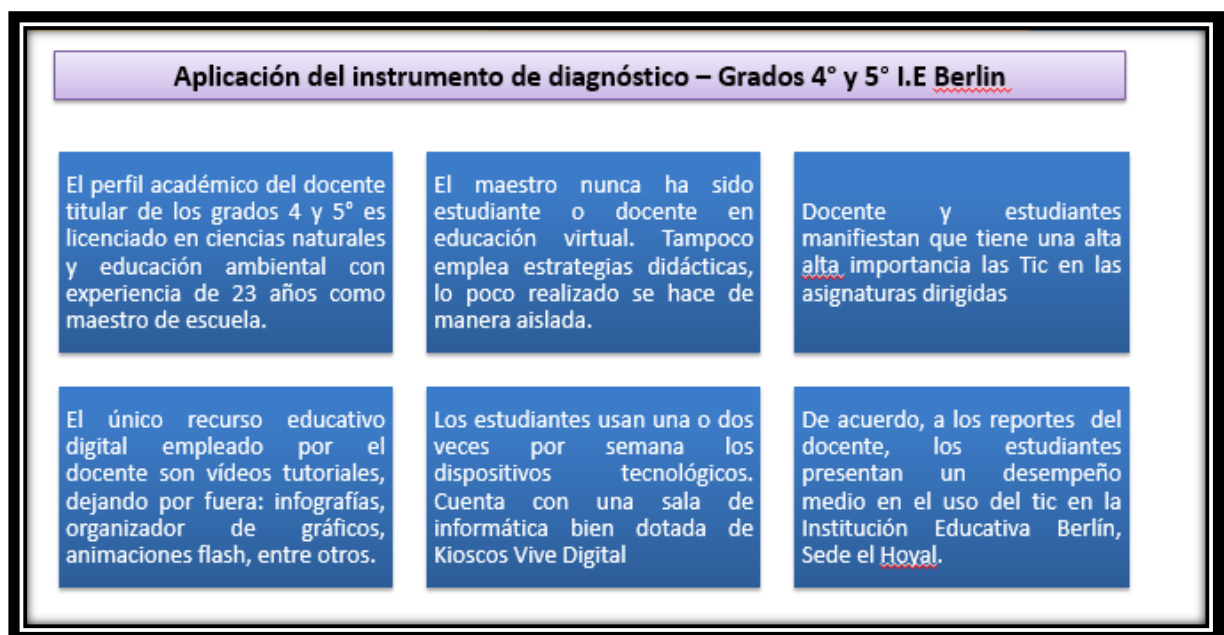 Aplicación del instrumento de diagnóstico – Grados 4° y 5° I.E Berlin
El perfil académico del docente
titular de los grados 4 y 5° es
licenciado en ciencias naturales
y educación ambiental con
experiencia de 23 años como
maestro de escuela.
El maestro nunca ha sido
estudiante o docente en
educación virtual. Tampoco
emplea estrategias didácticas,
lo poco realizado se hace de
manera aislada.
Docente y estudiantes
manifiestan que tiene una alta
alta importancia las Tic en las
asignaturas dirigidas
El único recurso educativo
digital empleado por el
docente son vídeos tutoriales,
dejando por fuera: infografías,
organizador de gráficos,
animaciones flash, entre otros.
Los estudiantes usan una o dos
veces por semana los
dispositivos tecnológicos.
Cuenta con una sala de
informática bien dotada de
Kioscos Vive Digital
De acuerdo, a los reportes del
docente, los estudiantes
presentan un desempeño
medio en el uso del tic en la
Institución Educativa Berlín,
Sede el Hoyal.